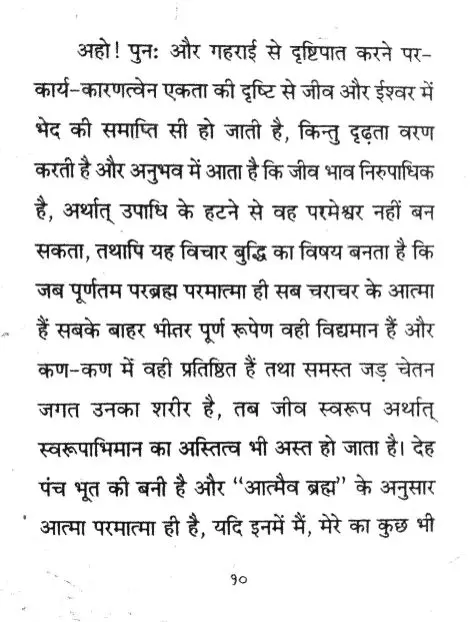 अहो! पुनः और गहराई से दृष्टिपात करने पर-
कार्य-कारणत्वेन एकता की दृष्टि से जीव और ईश्वर में
भेद की समाप्ति सी हो जाती है, किन्तु दृढ़ता वरण
करती है और अनुभव में आता है कि जीव भाव निरुपाधिक
है, अर्थात् उपाधि के हटने से वह परमेश्वर नहीं बन
सकता, तथापि यह विचार बुद्धि का विषय बनता है कि
जब पूर्णतम परब्रह्म परमात्मा ही सब चराचर के आत्मा
हैं सबके बाहर भीतर पूर्ण रूपेण वही विद्यमान हैं और
कण-कण में वही प्रतिष्ठित हैं तथा समस्त जड़ चेतन
जगत उनका शरीर है, तब जीव स्वरूप अर्थात्
स्वरूपाभिमान का अस्तित्व भी अस्त हो जाता है। देह
पंच भूत की बनी है और “आत्मैव ब्रह्म” के अनुसार
आत्मा परमात्मा ही है, यदि इनमें मैं, मेरे का कुछ भी
१०